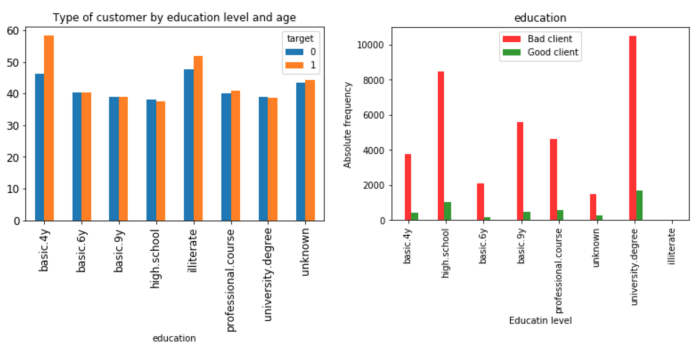 Type of customer by education level and age
target
0
1
60
50
40
30
20
10
0
basic.4y
basic.6y
basic.9y
high.school
illiterate
professional.course
university.degree
unknown
education
education
Bad client
Good client
Absolute frequency
10000
8000
6000
4000
2000
0
basic.4y
high.school
basic.6y
basic.9y
professional.course
unknown
university.degree
illiterate
Educatin level